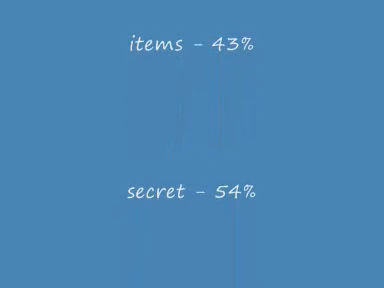 items - 43%
secret - 54%